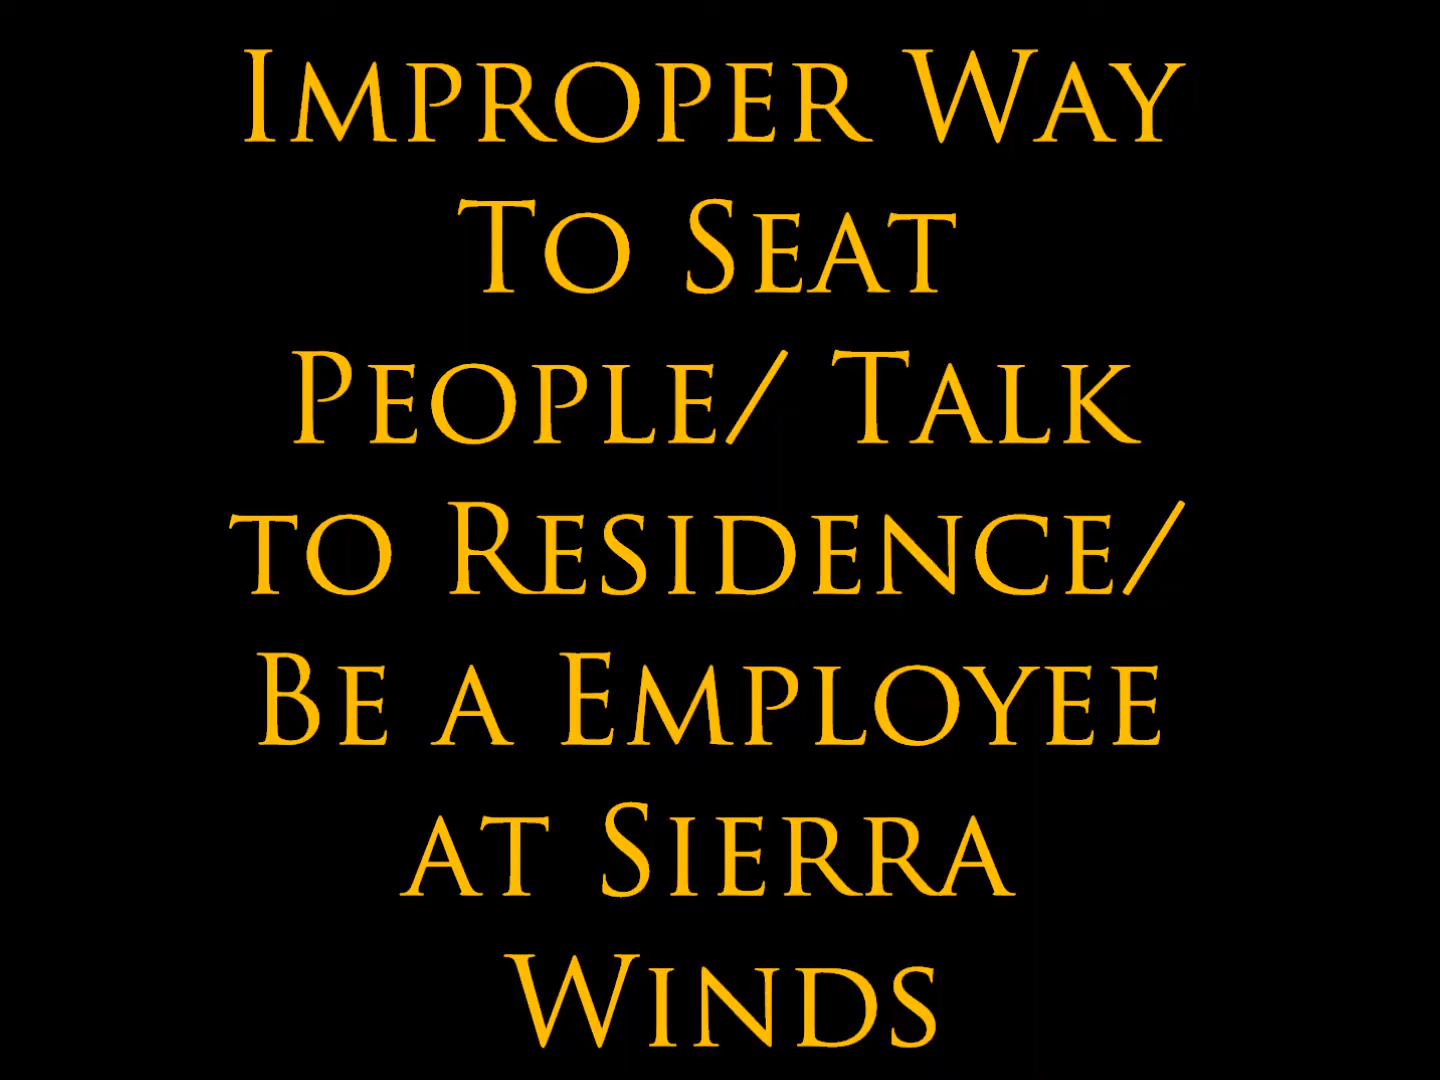 Improper Way
To Seat
People/ Talk
to Residence/
Be a Employee
at Sierra
Winds